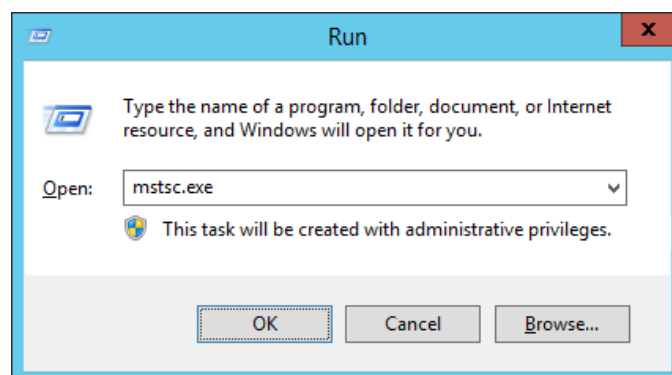 Run
x
Type the name of a program, folder, document, or Internet
resource, and Windows will open it for you.
Open: mstsc.exe
This task will be created with administrative privileges.
OK Cancel Browse...